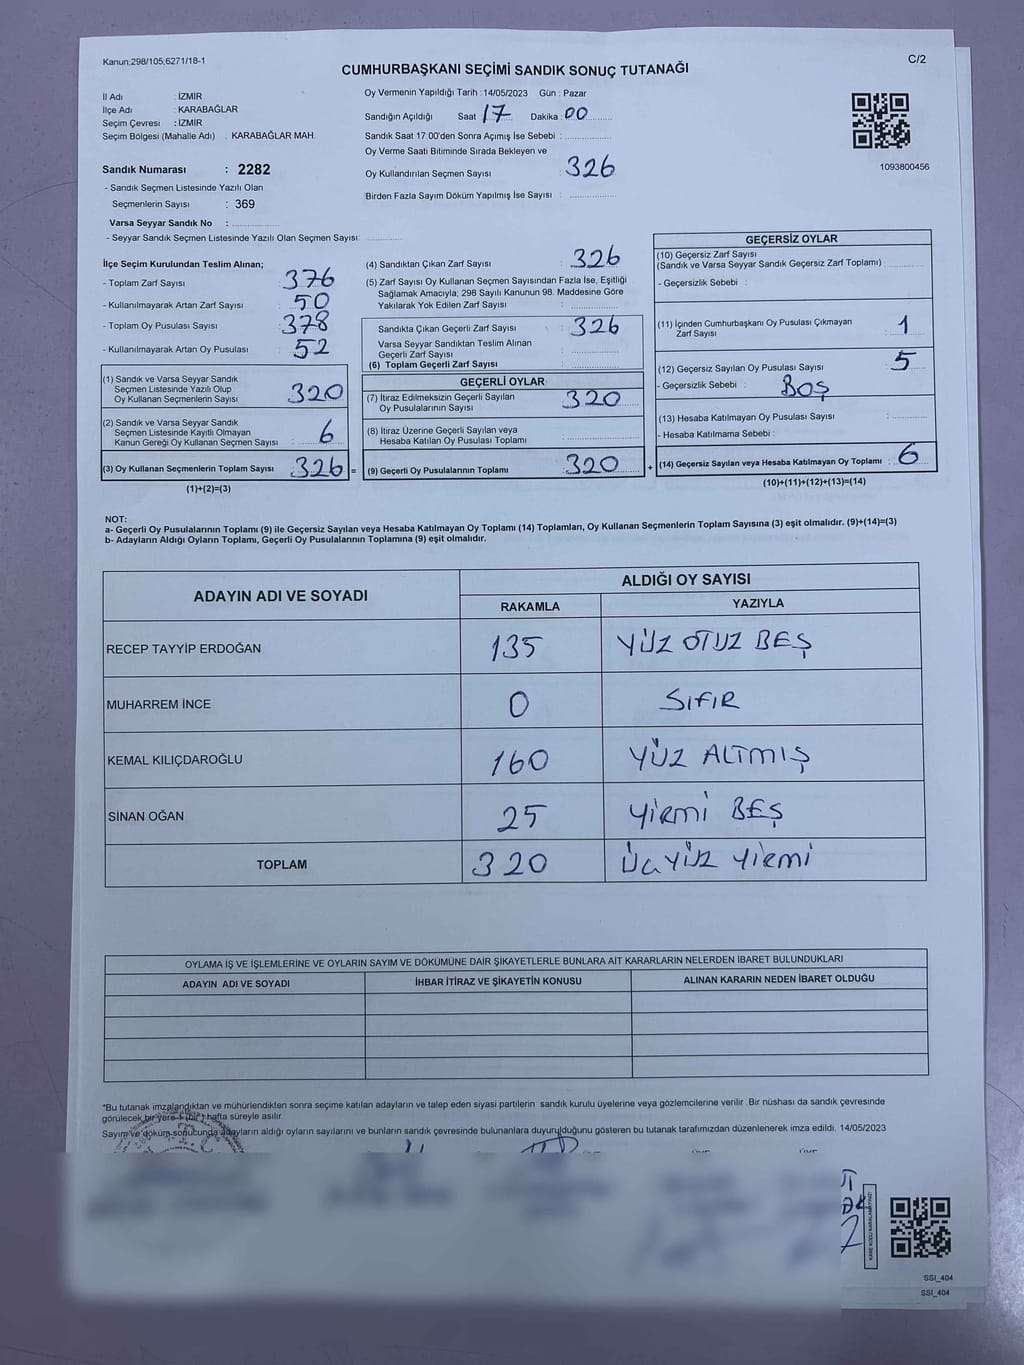 Kanun;298/105;6271/18-1
C/2
CUMHURBAŞKANI SEÇİMİ SANDIK SONUÇ TUTANAĞI
İl Adı : İZMİR
İlçe Adı : KARABAĞLAR
Seçim Çevresi : İZMİR
Seçim Bölgesi (Mahalle Adı) : KARABAĞLAR MAH.
Sandık Numarası : 2282
- Sandık Seçmen Listesinde Yazılı Olan
Seçmenlerin Sayısı : 369
Varsa Seyyar Sandık No :
- Seyyar Sandık Seçmen Listesinde Yazılı Olan Seçmen Sayısı:
Oy Vermenin Yapıldığı Tarih :14/05/2023 Gün : Pazar
Sandığın Açıldığı Saat 17 Dakika : 00
Sandık Saat 17:00'den Sonra Açımış İse Sebebi :
Oy Verme Saati Bitiminde Sırada Bekleyen ve
Oy Kullandırılan Seçmen Sayısı : 326
Birden Fazla Sayım Döküm Yapılmış İse Sayısı :
1093800456
İlçe Seçim Kurulundan Teslim Alınan;
- Toplam Zarf Sayısı : 376
- Kullanılmayarak Artan Zarf Sayısı : 50
- Toplam Oy Pusulası Sayısı : 378
- Kullanılmayarak Artan Oy Pusulası : 52
(1) Sandık ve Varsa Seyyar Sandık
Seçmen Listesinde Yazılı Olup
Oy Kullanan Seçmenlerin Sayısı : 320
(2) Sandık ve Varsa Seyyar Sandık
Seçmen Listesinde Kayıtlı Olmayan
Kanun Gereği Oy Kullanan Seçmen Sayısı : 6
(3) Oy Kullanan Seçmenlerin Toplam Sayısı : 326 =
(1)+(2)=(3)
(4) Sandıktan Çıkan Zarf Sayısı : 326
(5) Zarf Sayısı Oy Kullanan Seçmen Sayısından Fazla İse, Eşitliği
Sağlamak Amacıyla; 298 Sayılı Kanunun 98. Maddesine Göre
Yakılarak Yok Edilen Zarf Sayısı :
Sandıkta Çıkan Geçerli Zarf Sayısı : 326
Varsa Seyyar Sandıktan Teslim Alınan
Geçerli Zarf Sayısı :
(6) Toplam Geçerli Zarf Sayısı :
GEÇERLİ OYLAR
(7) İtiraz Edilmeksizin Geçerli Sayılan
Oy Pusulalarının Sayısı : 320
(8) İtiraz Üzerine Geçerli Sayılan veya
Hesaba Katılan Oy Pusulası Toplamı :
(9) Geçerli Oy Pusulalarının Toplamı : 320 +
GEÇERSİZ OYLAR
(10) Geçersiz Zarf Sayısı
(Sandık ve Varsa Seyyar Sandık Geçersiz Zarf Toplamı) :
- Geçersizlik Sebebi :
(11) İçinden Cumhurbaşkanı Oy Pusulası Çıkmayan
Zarf Sayısı : 1
(12) Geçersiz Sayılan Oy Pusulası Sayısı : 5
- Geçersizlik Sebebi : BOŞ
(13) Hesaba Katılmayan Oy Pusulası Sayısı :
- Hesaba Katılmama Sebebi :
(14) Geçersiz Sayılan veya Hesaba Katılmayan Oy Toplamı : 6
(10)+(11)+(12)+(13)=(14)
NOT:
a- Geçerli Oy Pusulalarının Toplamı (9) ile Geçersiz Sayılan veya Hesaba Katılmayan Oy Toplamı (14) Toplamları, Oy Kullanan Seçmenlerin Toplam Sayısına (3) eşit olmalıdır. (9)+(14)=(3)
b- Adayların Aldığı Oyların Toplamı, Geçerli Oy Pusulalarının Toplamına (9) eşit olmalıdır.
ADAYIN ADI VE SOYADI ALDIĞI OY SAYISI
RAKAMLA YAZIYLA
RECEP TAYYİP ERDOĞAN 135 YÜZ OTUZ BEŞ
MUHARREM İNCE 0 SIFIR
KEMAL KILIÇDAROĞLU 160 YÜZ ALTMIŞ
SİNAN OĞAN 25 YİRMİ BEŞ
TOPLAM 320 ÜÇYÜZ YİRMİ
OYLAMA İŞ VE İŞLEMLERİNE VE OYLARIN SAYIM VE DÖKÜMÜNE DAİR ŞİKAYETLERLE BUNLARA AİT KARARLARIN NELERDEN İBARET BULUNDUKLARI
ADAYIN ADI VE SOYADI İHBAR İTİRAZ VE ŞİKAYETİN KONUSU ALINAN KARARIN NEDEN İBARET OLDUĞU
*Bu tutanak imzalandıktan ve mühürlendikten sonra seçime katılan adayların ve talep eden siyasi partilerin sandık kurulu üyelerine veya gözlemcilerine verilir .Bir nüshası da sandık çevresinde
görülecek bir yere 1 (bir ) hafta süreyle asılır.
Sayım ve döküm sonucunda adayların aldığı oyların sayılarını ve bunların sandık çevresinde bulunanlara duyurulduğunu gösteren bu tutanak tarafımızdan düzenlenerek imza edildi. 14/05/2023
KARE KODU KARALAMAYINIZ!
SSI_404
SSI_404